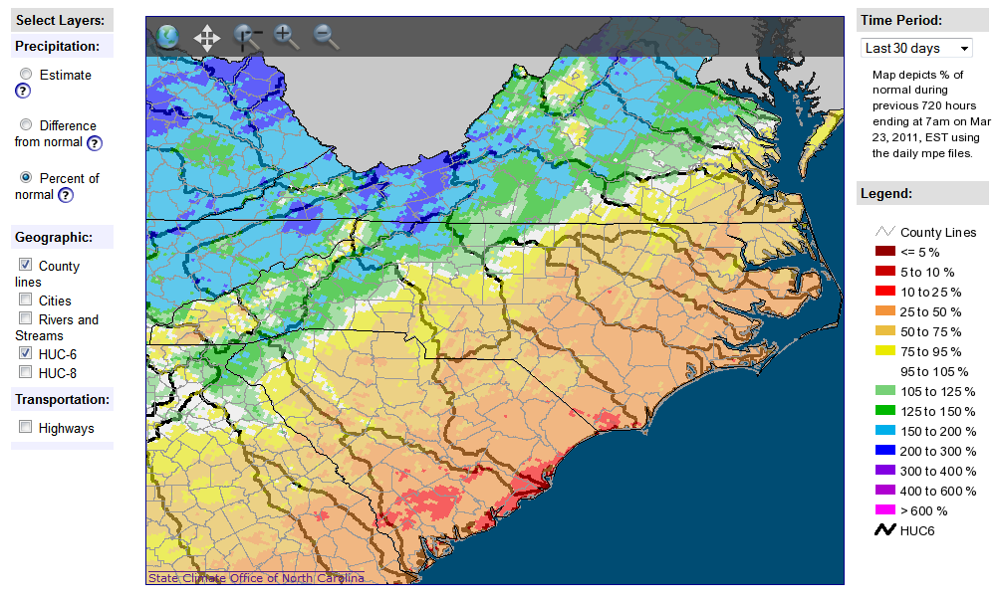 Select Layers:
Precipitation:
Estimate
?
Difference
from normal ?
Percent of
normal ?
Geographic:
County
lines
Cities
Rivers and
Streams
HUC-6
HUC-8
Transportation:
Highways
State Climate Office of North Carolina
Time Period:
Last 30 days
Map depicts % of
normal during
previous 720 hours
ending at 7am on Mar
23, 2011, EST using
the daily mpe files.
Legend:
County Lines
<= 5 %
5 to 10 %
10 to 25 %
25 to 50 %
50 to 75 %
75 to 95 %
95 to 105 %
105 to 125 %
125 to 150 %
150 to 200 %
200 to 300 %
300 to 400 %
400 to 600 %
> 600 %
HUC6